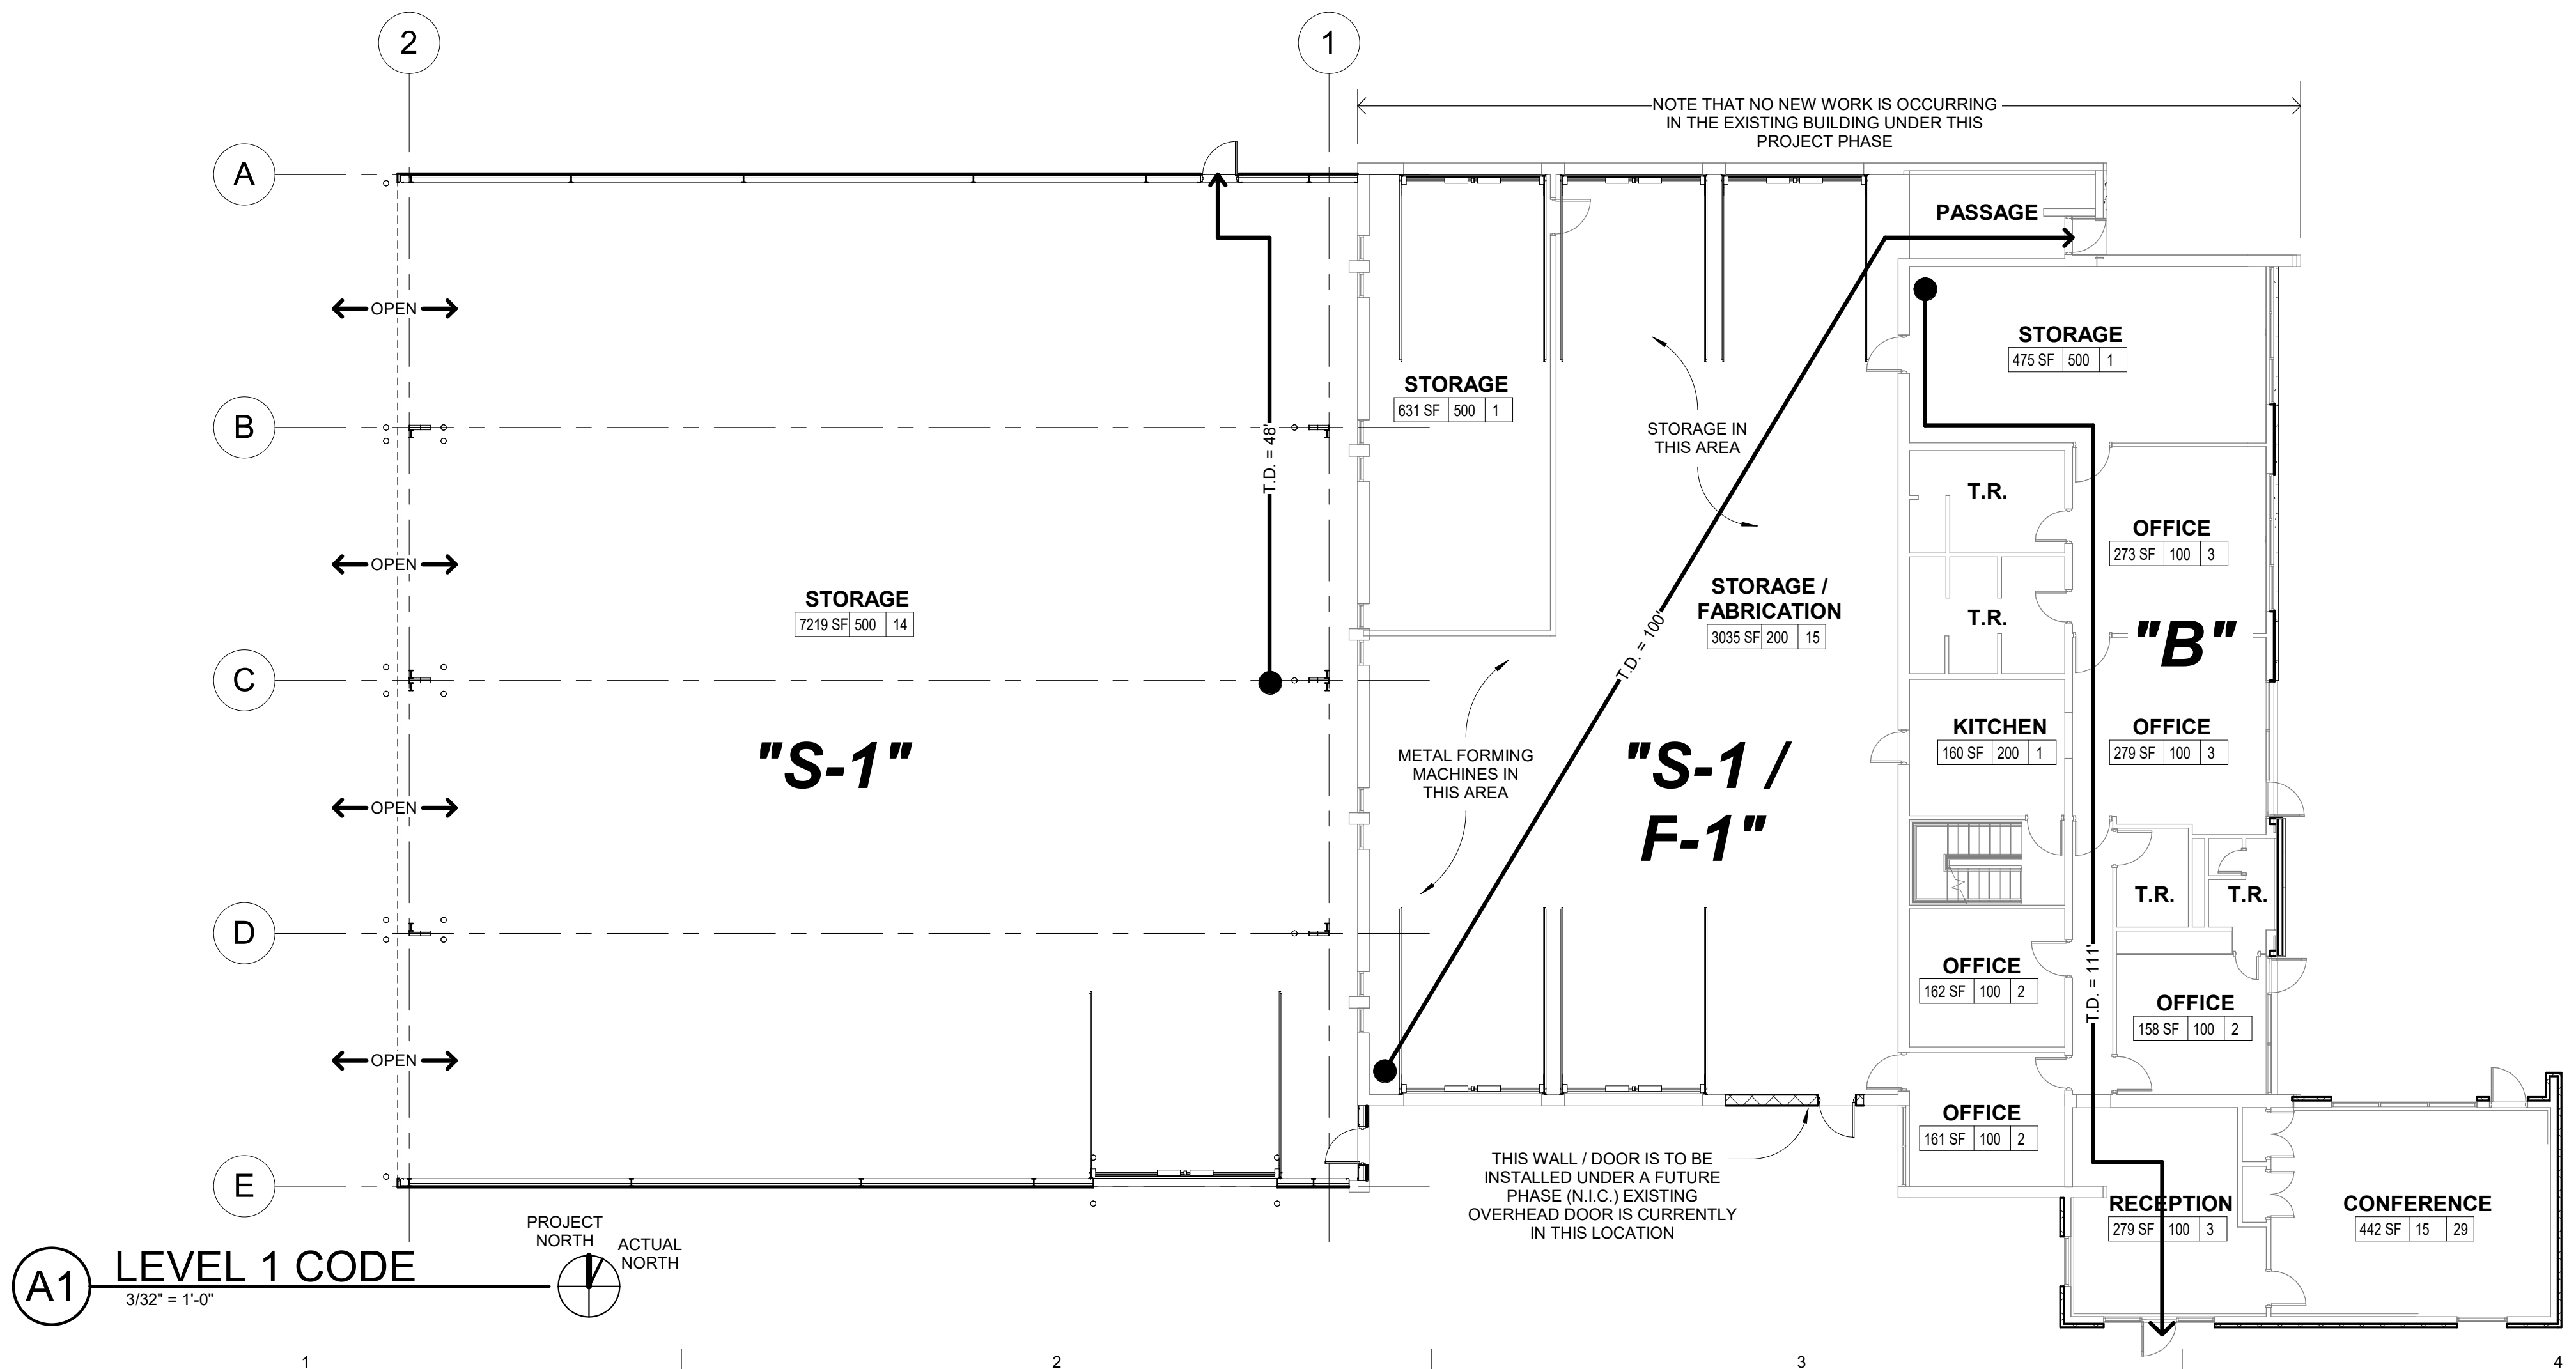 2
1
NOTE THAT NO NEW WORK IS OCCURRING
IN THE EXISTING BUILDING UNDER THIS
PROJECT PHASE
A
PASSAGE
OPEN
STORAGE
475 SF 500 1
STORAGE
631 SF 500 1
B
T.D. = 48'
STORAGE IN
THIS AREA
T.R.
OFFICE
273 SF 100 3
OPEN
STORAGE
7219 SF 500 14
STORAGE /
FABRICATION
3035 SF 200 15
T.D. = 100'
T.R.
"B"
C
KITCHEN
160 SF 200 1
OFFICE
279 SF 100 3
"S-1"
METAL FORMING
MACHINES IN
THIS AREA
"S-1 /
F-1"
OPEN
T.R.
T.R.
D
OFFICE
162 SF 100 2
T.D. = 111'
OFFICE
158 SF 100 2
OPEN
OFFICE
161 SF 100 2
E
THIS WALL / DOOR IS TO BE
INSTALLED UNDER A FUTURE
PHASE (N.I.C.) EXISTING
OVERHEAD DOOR IS CURRENTLY
IN THIS LOCATION
RECEPTION
279 SF 100 3
CONFERENCE
442 SF 15 29
PROJECT
NORTH
ACTUAL
NORTH
A1
LEVEL 1 CODE
3/32" = 1'-0"
1
2
3
4